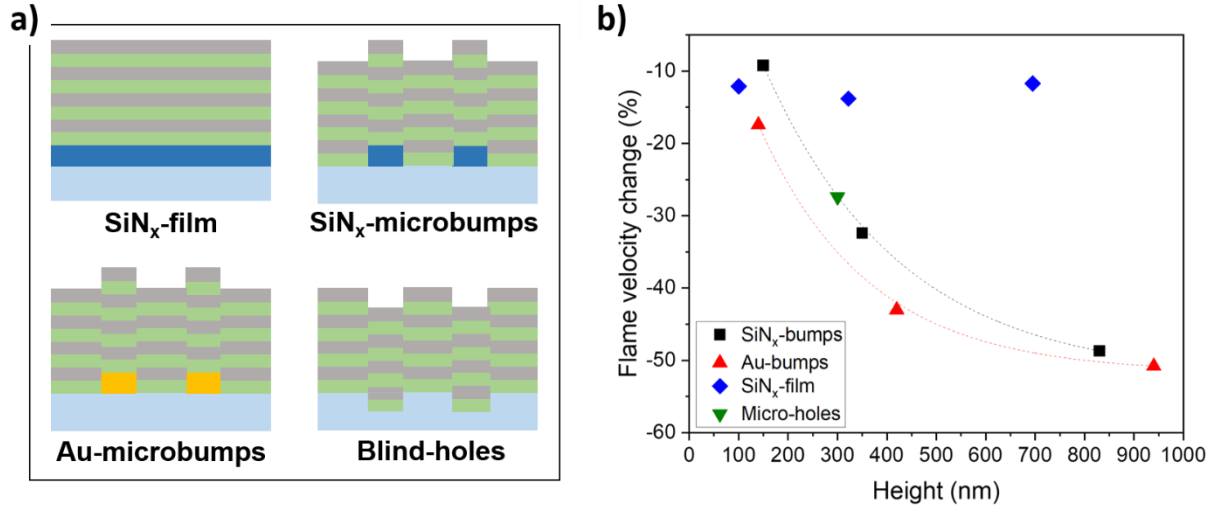 a)
SiNx-film
SiNx-microbumps
Au-microbumps
Blind-holes
b)
Flame velocity change (%)
-10
-20
-30
-40
-50
-60
SiNx-bumps
Au-bumps
SiNx-film
Micro-holes
0 100 200 300 400 500 600 700 800 900 1000
Height (nm)